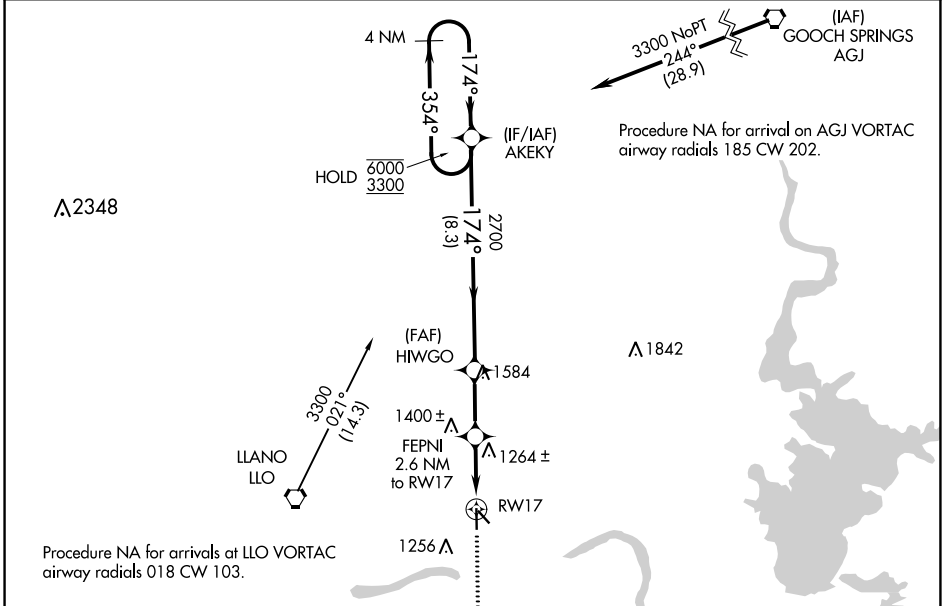 4 NM
174°
354°
(IF/IAF)
AKEKY
HOLD
6000
3300
3300 NoPT
244°
(28.9)
(IAF)
GOOCH SPRINGS
AGJ
Procedure NA for arrival on AGJ VORTAC
airway radials 185 CW 202.
2348
2700
174°
(8.3)
(FAF)
HIWGO
1584
1842
3300
021°
(14.3)
1400 ±
FEPNI
2.6 NM
to RW17
1264 ±
LLANO
LLO
RW17
1256
Procedure NA for arrivals at LLO VORTAC
airway radials 018 CW 103.